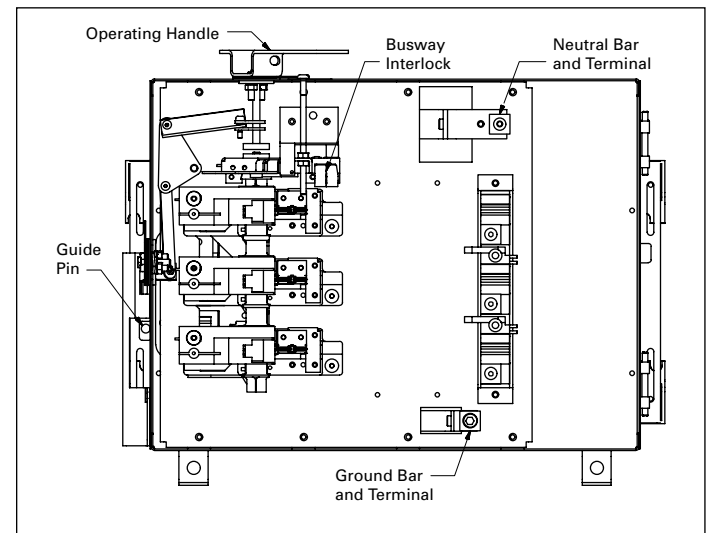 Operating Handle
Busway
Interlock
Neutral Bar
and Terminal
Guide
Pin
Ground Bar
and Terminal